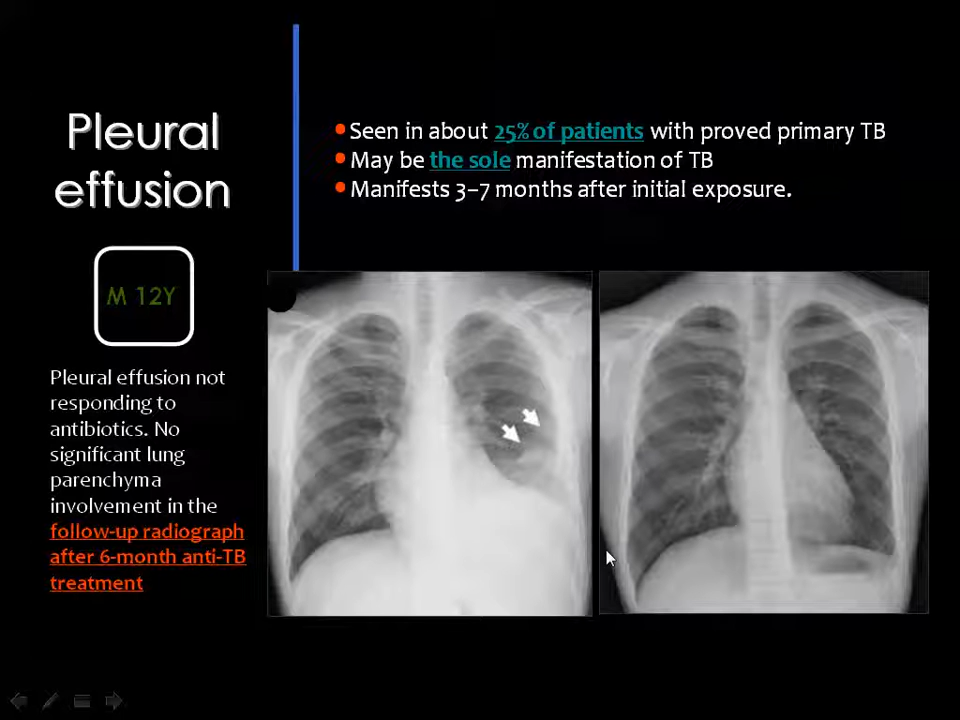 Pleural
effusion
M 12Y
Pleural effusion not
responding to
antibiotics. No
significant lung
parenchyma
involvement in the
follow-up radiograph
after 6-month anti-TB
treatment
•Seen in about 25% of patients with proved primary TB
•May be the sole manifestation of TB
•Manifests 3–7 months after initial exposure.